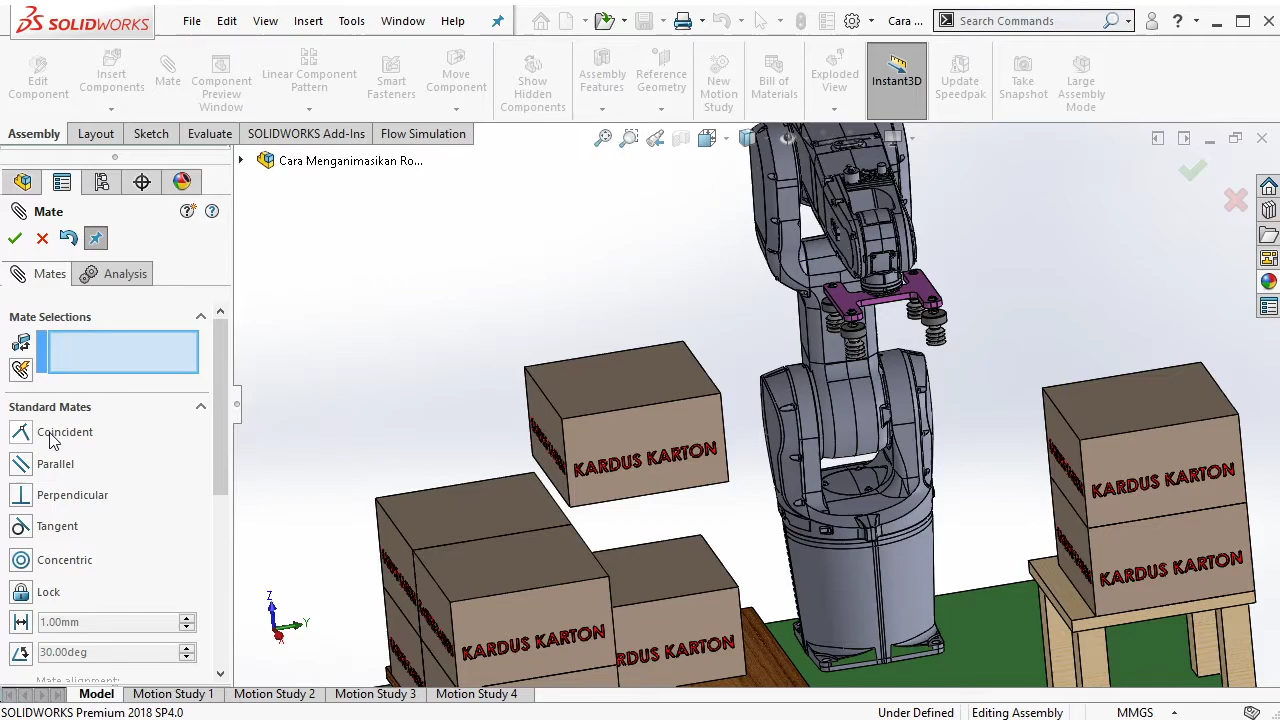 SOLIDWORKS
File Edit View Insert Tools Window Help
Cara ...
Search Commands
Edit Component
Insert Components
Mate
Component Preview Window
Linear Component Pattern
Smart Fasteners
Move Component
Show Hidden Components
Assembly Features
Reference Geometry
New Motion Study
Bill of Materials
Exploded View
Instant3D
Update Speedpak
Take Snapshot
Large Assembly Mode
Assembly Layout Sketch Evaluate SOLIDWORKS Add-Ins Flow Simulation
Cara Menganimasikan Ro...
Mate
Mates Analysis
Mate Selections
Standard Mates
Coincident
Parallel
Perpendicular
Tangent
Concentric
Lock
1.00mm
30.00deg
Mate alignment:
KARDUS KARTON
KARDUS KARTON
KARDUS KARTON
KARDUS KARTON
RDUS KARTON
Z
Y
X
Model Motion Study 1 Motion Study 2 Motion Study 3 Motion Study 4
SOLIDWORKS Premium 2018 SP4.0
Under Defined Editing Assembly MMGS